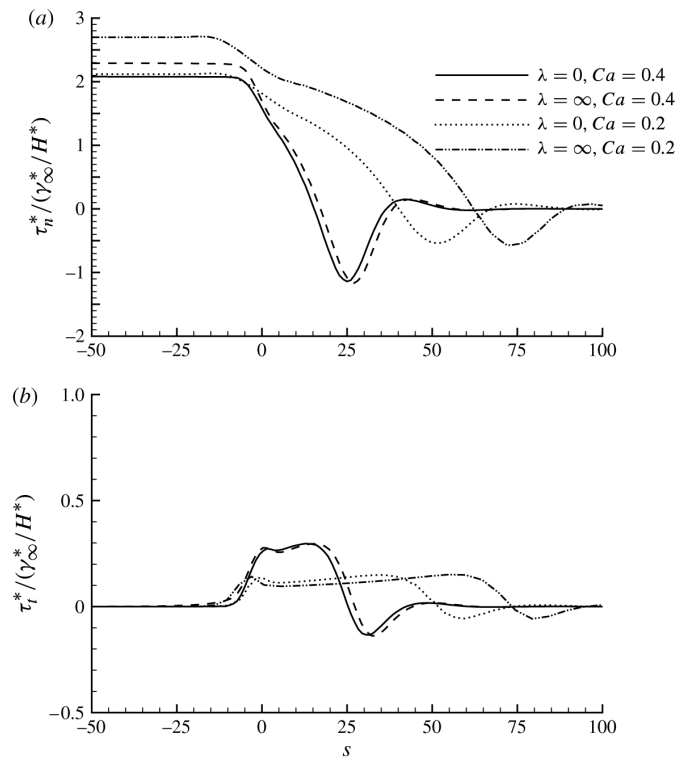 (a)
3
2
1
0
−1
−2
τ*ₙ/(γ*∞/H*)
λ = 0, Ca = 0.4
λ = ∞, Ca = 0.4
λ = 0, Ca = 0.2
λ = ∞, Ca = 0.2
−50 −25 0 25 50 75 100
(b)
1.0
0.5
0
−0.5
τ*ₜ/(γ*∞/H*)
−50 −25 0 25 50 75 100
s